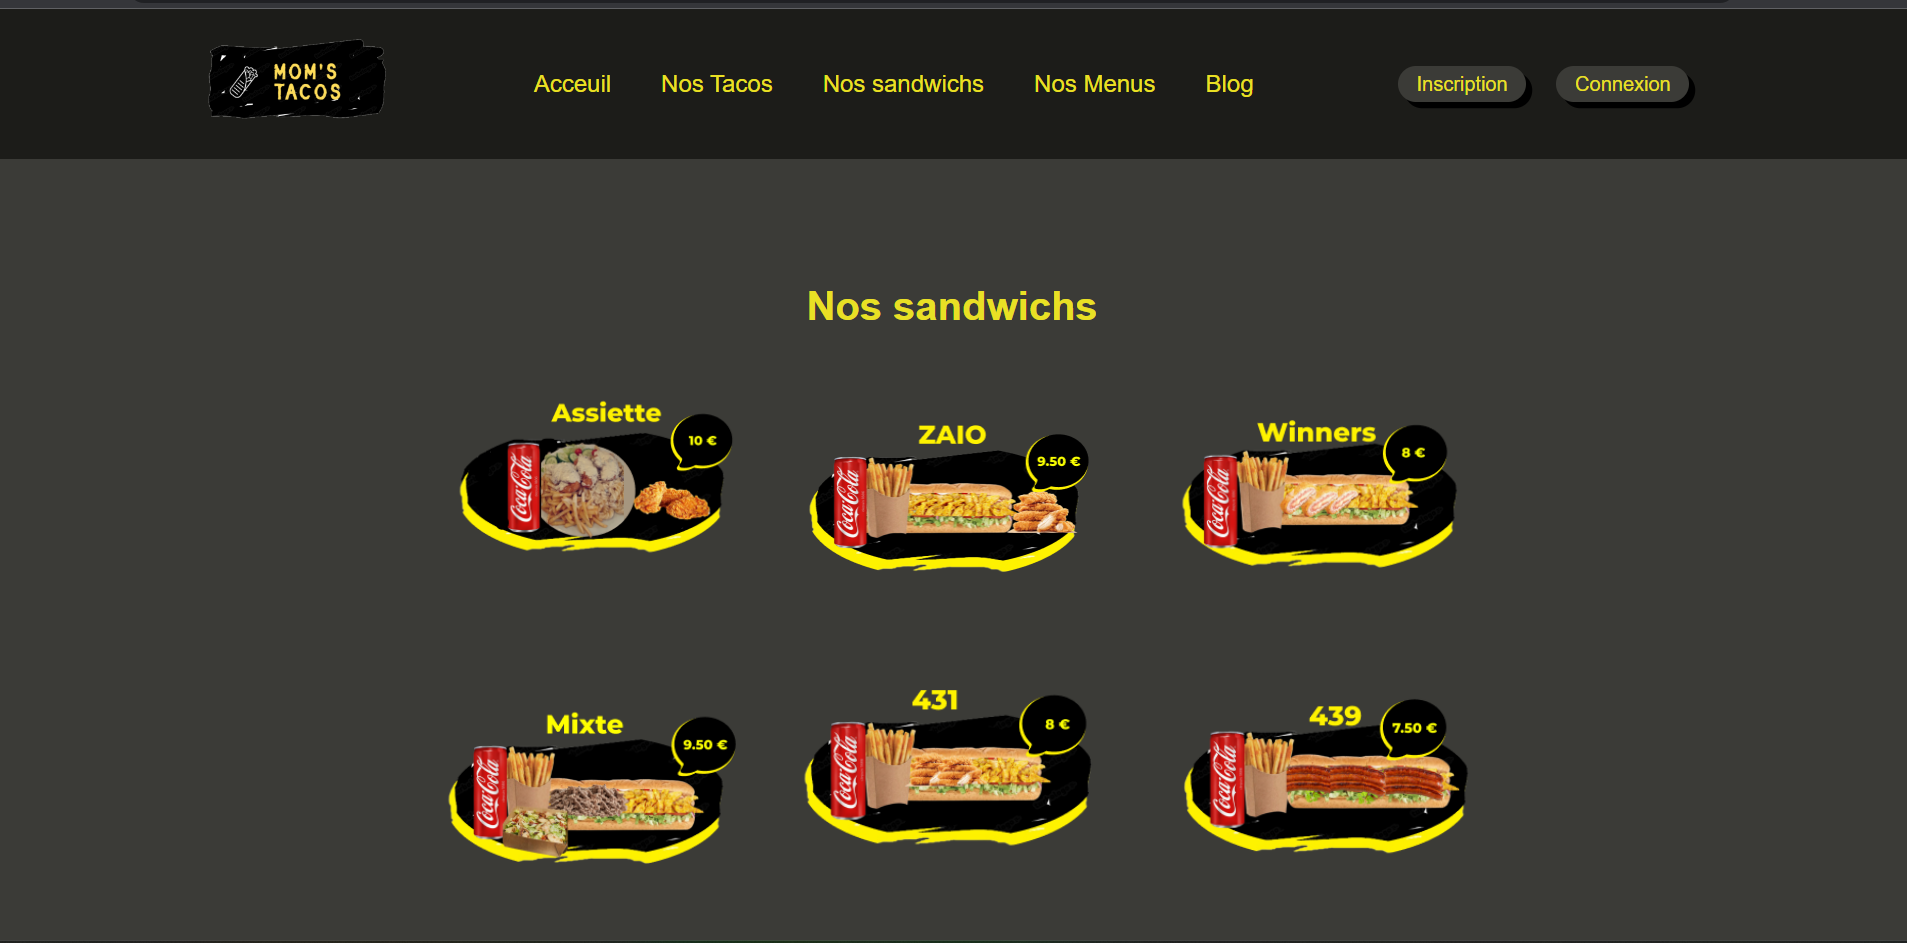 MOM'S
TACOS
Acceuil
Nos Tacos
Nos sandwichs
Nos Menus
Blog
Inscription
Connexion
Nos sandwichs
Assiette
10 €
Coca-Cola
ZAIO
9.50 €
Coca-Cola
Winners
8 €
Coca-Cola
Mixte
9.50 €
Coca-Cola
431
8 €
Coca-Cola
439
7.50 €
Coca-Cola